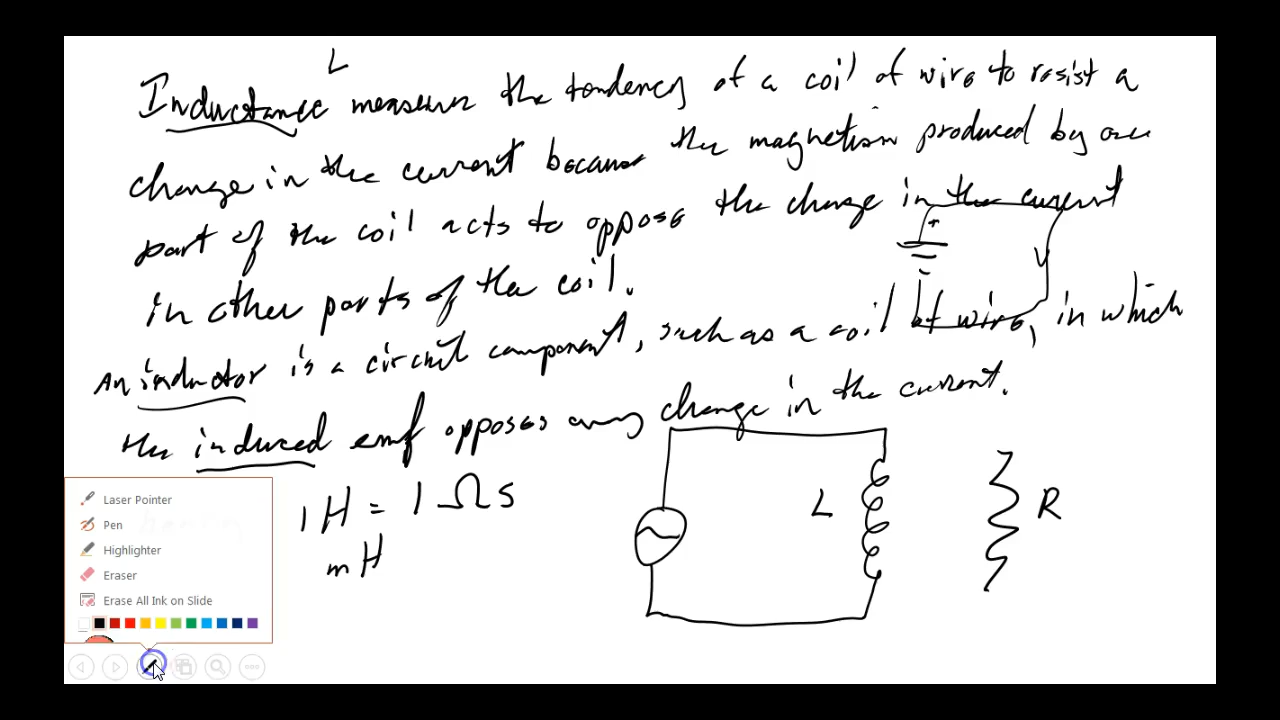 L
Inductance measures the tendency of a coil of wire to resist a
change in the current because the magnetism produced by one
part of the coil acts to oppose the change in the current
+
in other parts of the coil.
An inductor is a circuit component, such as a coil of wire, in which
the induced emf opposes any change in the current.
1 H = 1 Ω s
mH
L
R
Laser Pointer
Pen
Highlighter
Eraser
Erase All Ink on Slide